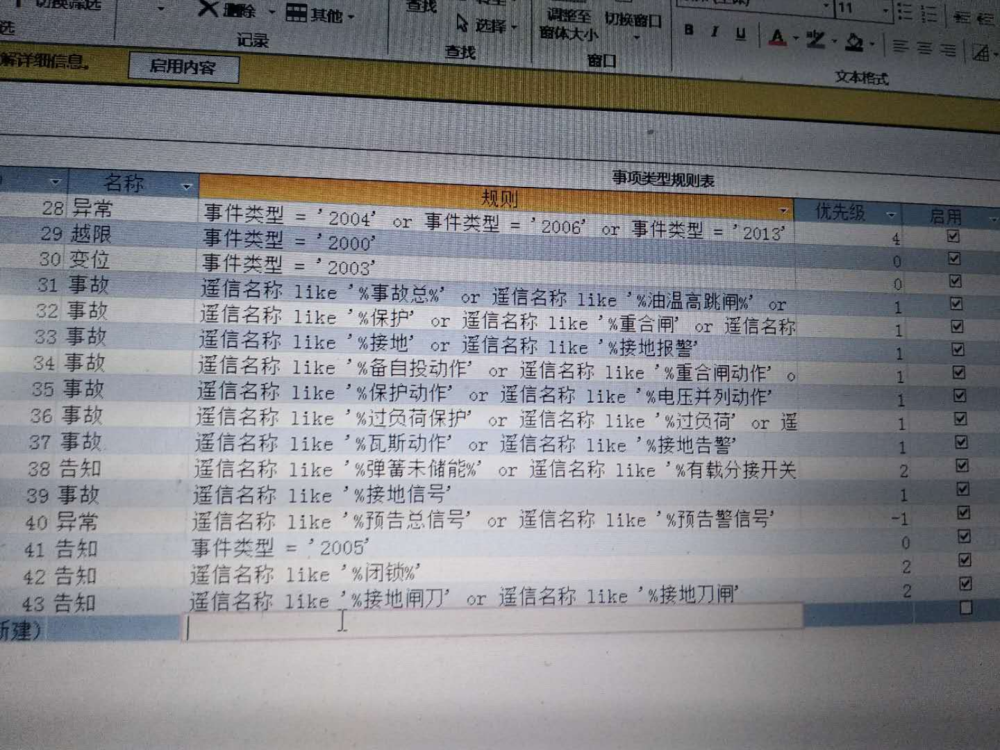 切换筛选
选
删除
其他
记录
查找
选择
查找
调整至
窗体大小
切换窗口
窗口
11
B I U A
文本格式
解详细信息。
启用内容
事项类型规则表
名称 规则 优先级 启用
28 异常 事件类型 = '2004' or 事件类型 = '2006' or 事件类型 = '2013' 4
29 越限 事件类型 = '2000' 0
30 变位 事件类型 = '2003' 0
31 事故 遥信名称 like '%事故总%' or 遥信名称 like '%油温高跳闸%' or 1
32 事故 遥信名称 like '%保护' or 遥信名称 like '%重合闸' or 遥信名称 1
33 事故 遥信名称 like '%接地' or 遥信名称 like '%接地报警' 1
34 事故 遥信名称 like '%备自投动作' or 遥信名称 like '%重合闸动作' o 1
35 事故 遥信名称 like '%保护动作' or 遥信名称 like '%电压并列动作' 1
36 事故 遥信名称 like '%过负荷保护' or 遥信名称 like '%过负荷' or 遥 1
37 事故 遥信名称 like '%瓦斯动作' or 遥信名称 like '%接地告警' 1
38 告知 遥信名称 like '%弹簧未储能%' or 遥信名称 like '%有载分接开关 2
39 事故 遥信名称 like '%接地信号' 1
40 异常 遥信名称 like '%预告总信号' or 遥信名称 like '%预告警信号' -1
41 告知 事件类型 = '2005' 0
42 告知 遥信名称 like '%闭锁%' 2
43 告知 遥信名称 like '%接地闸刀' or 遥信名称 like '%接地刀闸' 2
新建)